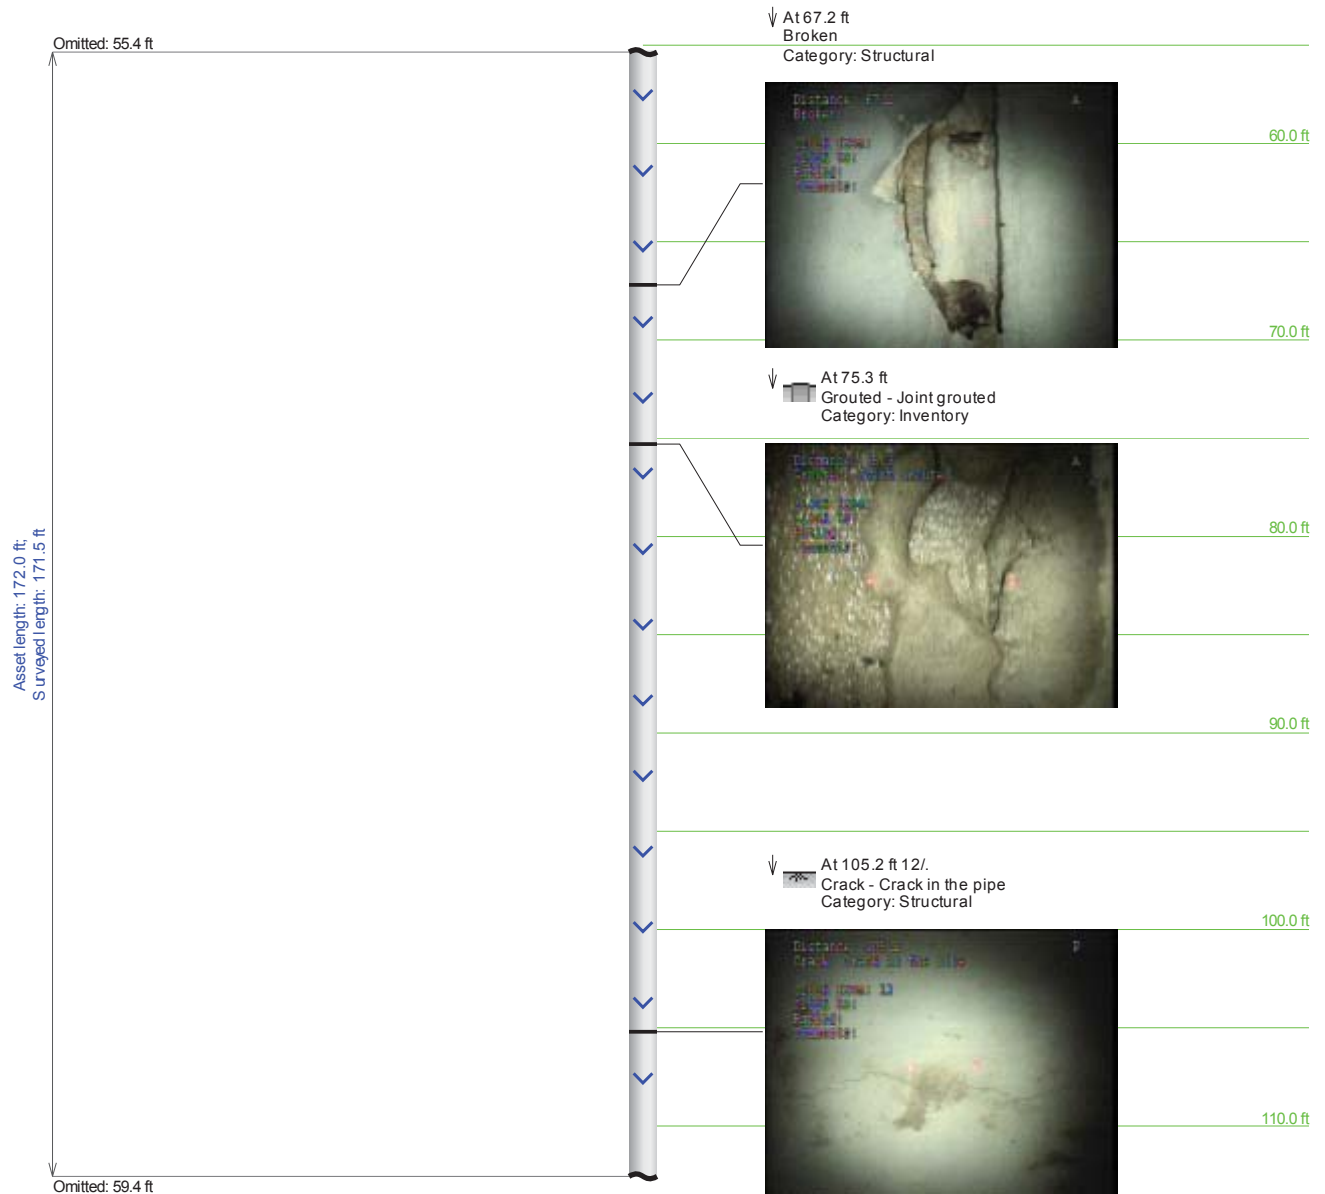 Omitted: 55.4 ft
At 67.2 ft
Broken
Category: Structural
60.0 ft
70.0 ft
At 75.3 ft
Grouted - Joint grouted
Category: Inventory
80.0 ft
Asset length: 172.0 ft;
Surveyed length: 171.5 ft
90.0 ft
At 105.2 ft 12/.
Crack - Crack in the pipe
Category: Structural
100.0 ft
110.0 ft
Omitted: 59.4 ft